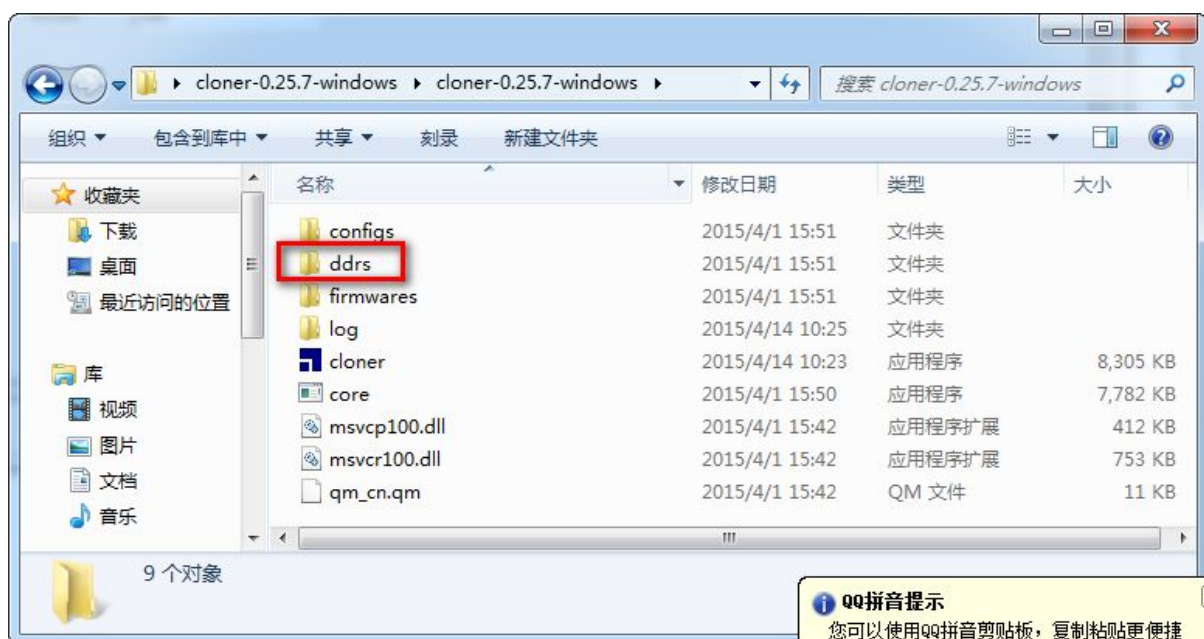 cloner-0.25.7-windows cloner-0.25.7-windows 搜索 cloner-0.25.7-windows
组织 包含到库中 共享 刻录 新建文件夹
收藏夹
下载
桌面
最近访问的位置
库
视频
图片
文档
音乐
名称 修改日期 类型 大小
configs 2015/4/1 15:51 文件夹
ddrs 2015/4/1 15:51 文件夹
firmwares 2015/4/1 15:51 文件夹
log 2015/4/14 10:25 文件夹
cloner 2015/4/14 10:23 应用程序 8,305 KB
core 2015/4/1 15:50 应用程序 7,782 KB
msvcp100.dll 2015/4/1 15:42 应用程序扩展 412 KB
msvcr100.dll 2015/4/1 15:42 应用程序扩展 753 KB
qm_cn.qm 2015/4/1 15:42 QM 文件 11 KB
9 个对象
QQ拼音提示
您可以使用QQ拼音剪贴板，复制粘贴更便捷